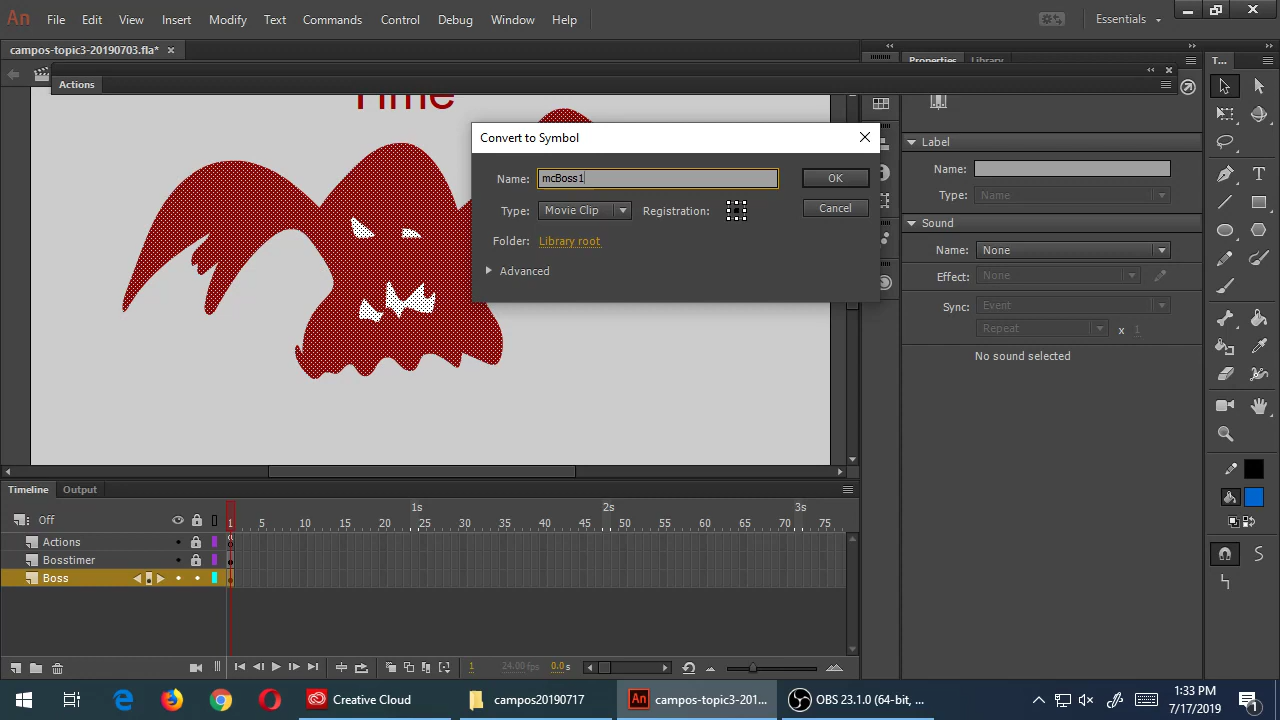 An File Edit View Insert Modify Text Commands Control Debug Window Help Essentials
campos-topic3-20190703.fla*
Actions
Properties Library T...
Time
Convert to Symbol
Name: mcBoss1 OK
Type: Movie Clip Registration: Cancel
Folder: Library root
Advanced
Label
Name:
Type: Name
Sound
Name: None
Effect: None
Sync: Event
Repeat x 1
No sound selected
Timeline Output
1s 2s 3s
Off 1 5 10 15 20 25 30 35 40 45 50 55 60 65 70 75
Actions
Bosstimer
Boss
1 24.00 fps 0.0 s
Creative Cloud campos20190717 An campos-topic3-201... OBS 23.1.0 (64-bit, ...
1:33 PM
7/17/2019
1